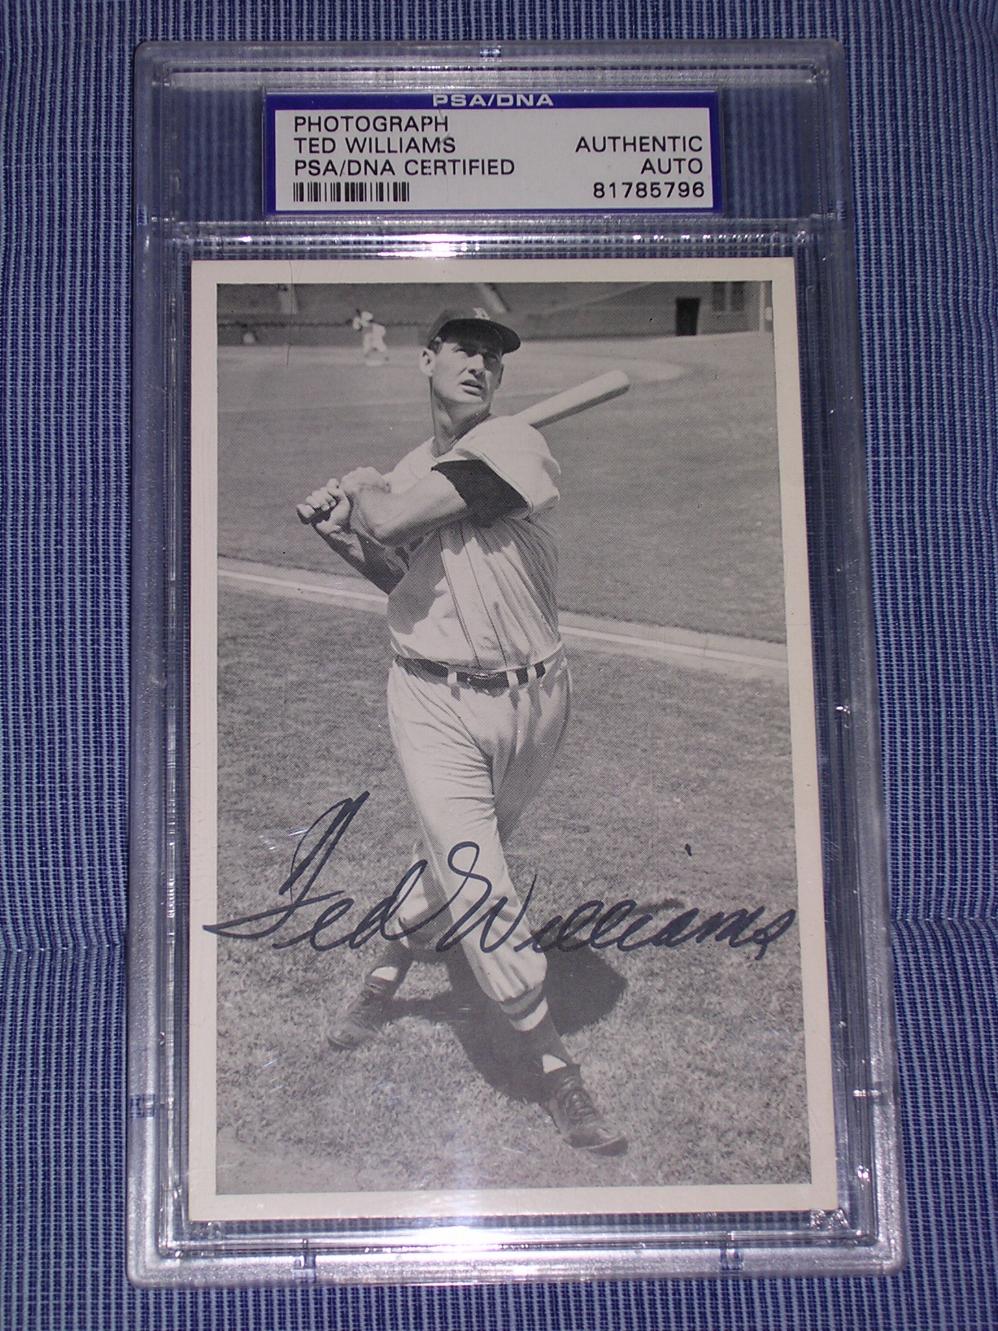 PSA/DNA
PHOTOGRAPH
TED WILLIAMS
PSA/DNA CERTIFIED
AUTHENTIC
AUTO
81785796
B
Ted Williams